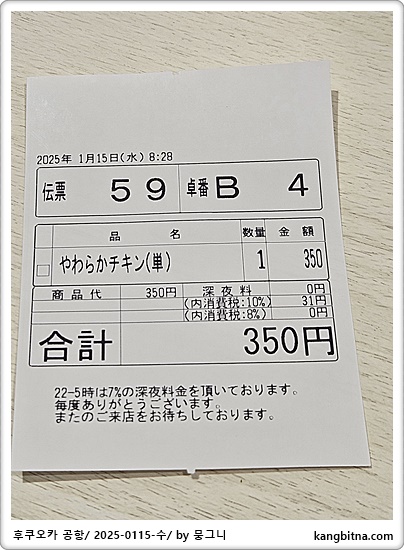 2025年 1月15日(水) 8:28
伝票 59 卓番 B 4
品 名 数量 金 額
やわらかチキン(単) 1 350
商品代 350円 深夜料 0円
(内消費税:10%) 31円
(内消費税:8%) 0円
合計 350円
22-5時は7%の深夜料金を頂いております。
毎度ありがとうございます。
またのご来店をお待ちしております。
후쿠오카 공항/ 2025-0115-수/ by 뭉그니
kangbitna.com